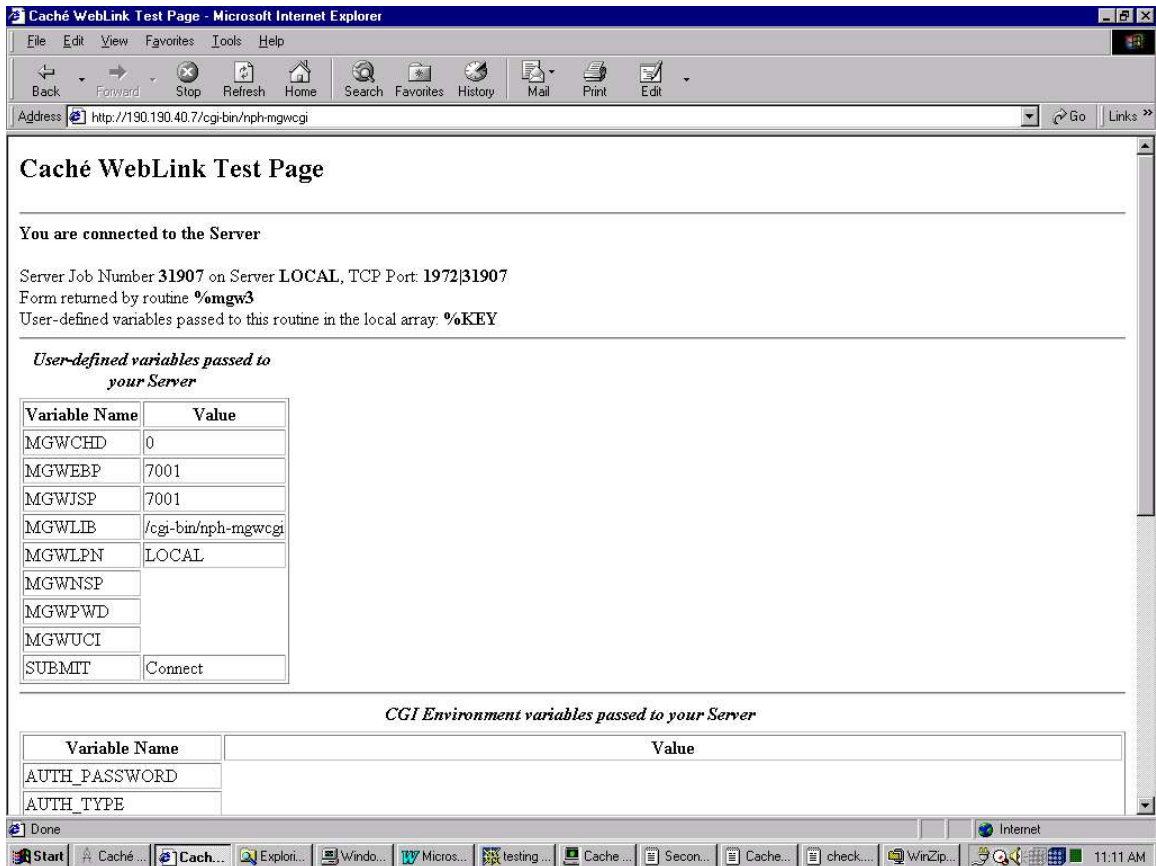 Caché WebLink Test Page - Microsoft Internet Explorer
File Edit View Favorites Tools Help
Back Forward Stop Refresh Home Search Favorites History Mail Print Edit
Address http://190.190.40.7/cgi-bin/nph-mgwcgi Go Links »
Caché WebLink Test Page
You are connected to the Server
Server Job Number 31907 on Server LOCAL, TCP Port: 1972|31907
Form returned by routine %mgw3
User-defined variables passed to this routine in the local array: %KEY
User-defined variables passed to
your Server
Variable Name Value
MGWCHD 0
MGWEBP 7001
MGWJSP 7001
MGWLIB /cgi-bin/nph-mgwcgi
MGWLPN LOCAL
MGWNSP
MGWPWD
MGWUCI
SUBMIT Connect
CGI Environment variables passed to your Server
Variable Name Value
AUTH_PASSWORD
AUTH_TYPE
Done Internet
Start Caché ... Cach... Explori... Windo... Micros... testing ... Cache ... Secon... Cache... check.... WinZip... 11:11 AM